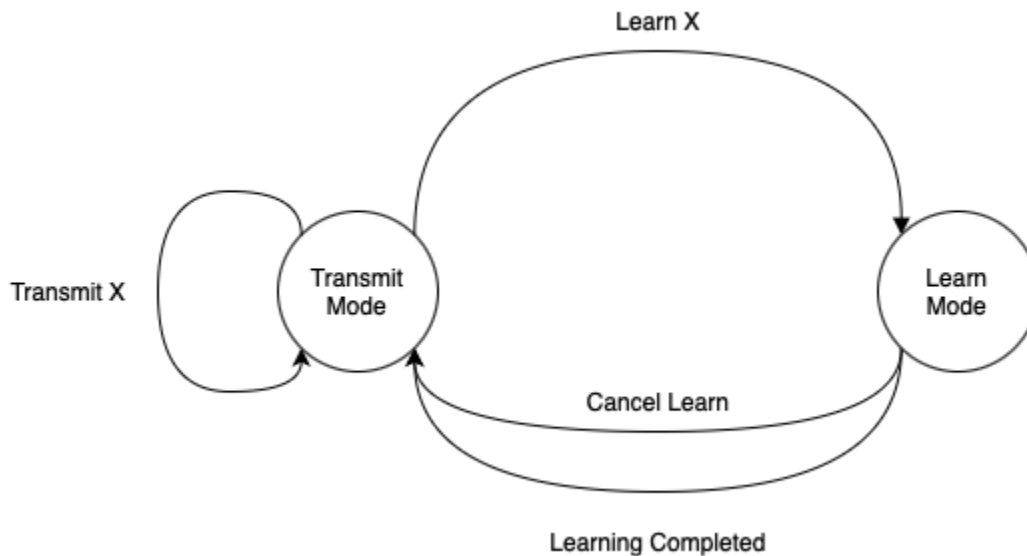 Learn X
Transmit X
Transmit
Mode
Learn
Mode
Cancel Learn
Learning Completed